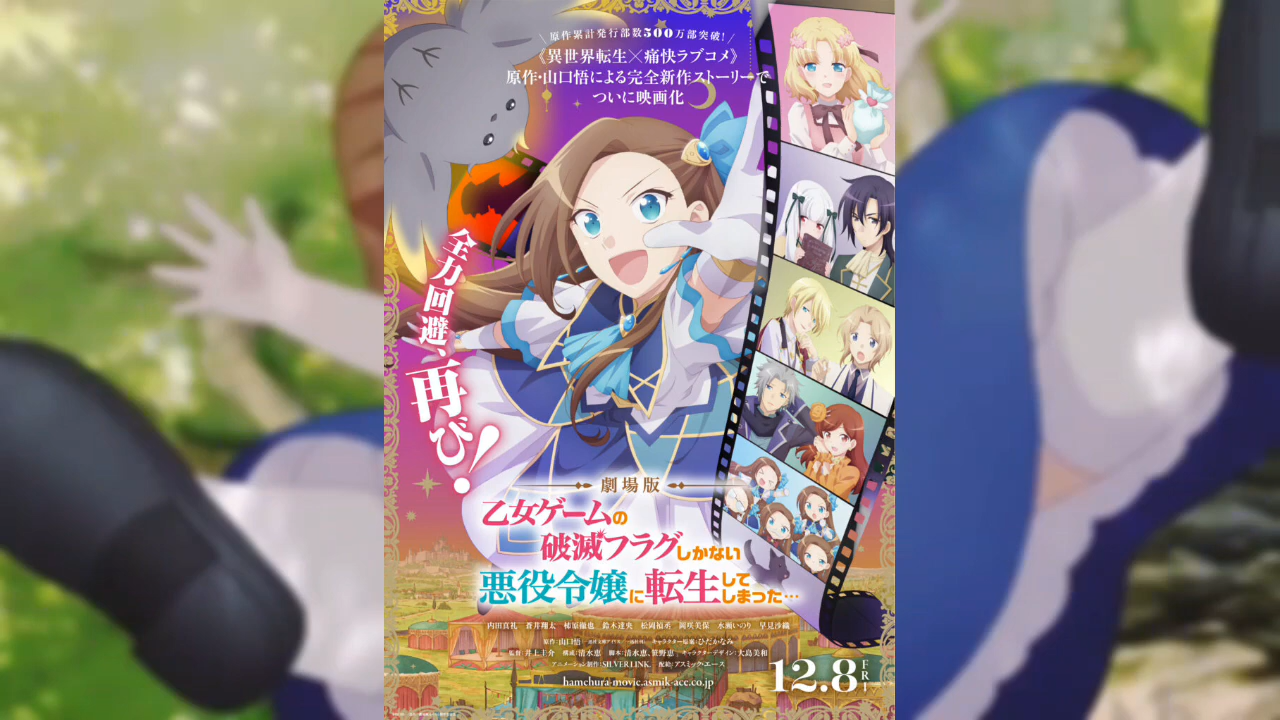 原作累計発行部数500万部突破!
《異世界転生×痛快ラブコメ》
原作・山口悟による完全新作ストーリーで
ついに映画化
全力回避、
再び!
劇場版
乙女ゲームの
破滅フラグしかない
悪役令嬢に転生して
しまった…
内田真礼 蒼井翔太 柿原徹也 鈴木達央 松岡禎丞 岡咲美保 水瀬いのり 早見沙織
原作:山口悟 キャラクター原案:ひだかなみ
監督:井上圭介 構成:清水恵 脚本:清水恵、笹野恵 キャラクターデザイン:大島美和
アニメーション制作:SILVER LINK. 配給:アスミック・エース
hamehura-movie.asmik-ace.co.jp
12.8 FRI